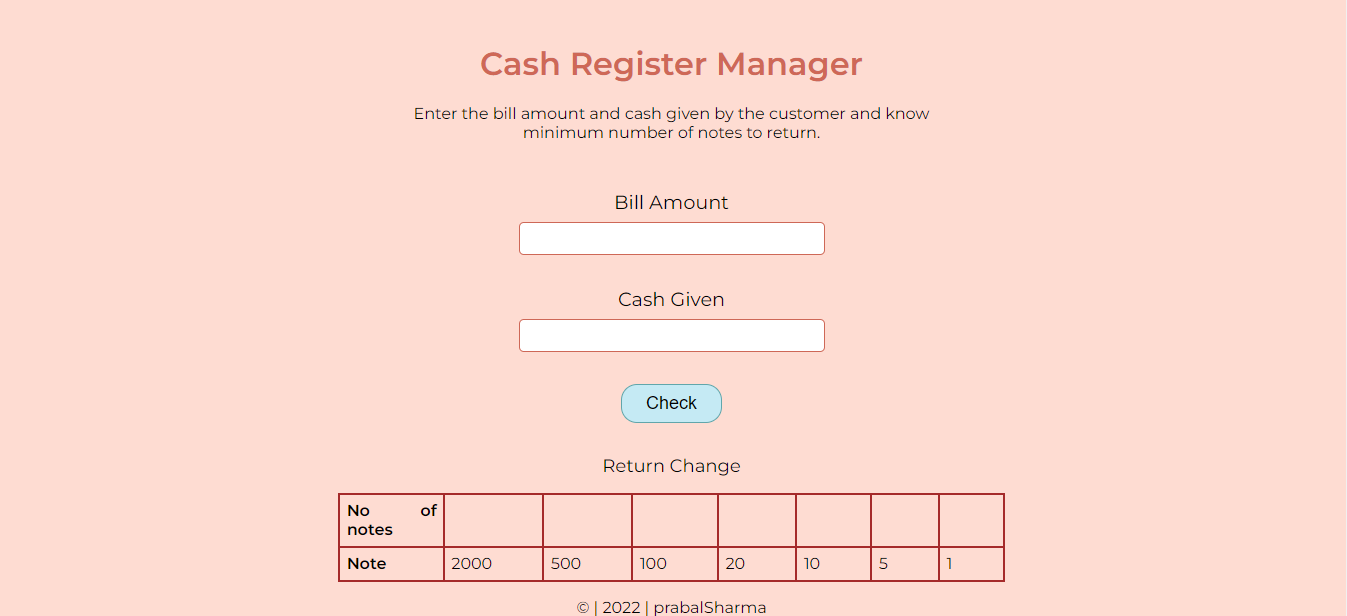 Cash Register Manager
Enter the bill amount and cash given by the customer and know
minimum number of notes to return.
Bill Amount
Cash Given
Check
Return Change
No of
notes
Note 2000 500 100 20 10 5 1
© | 2022 | prabalSharma